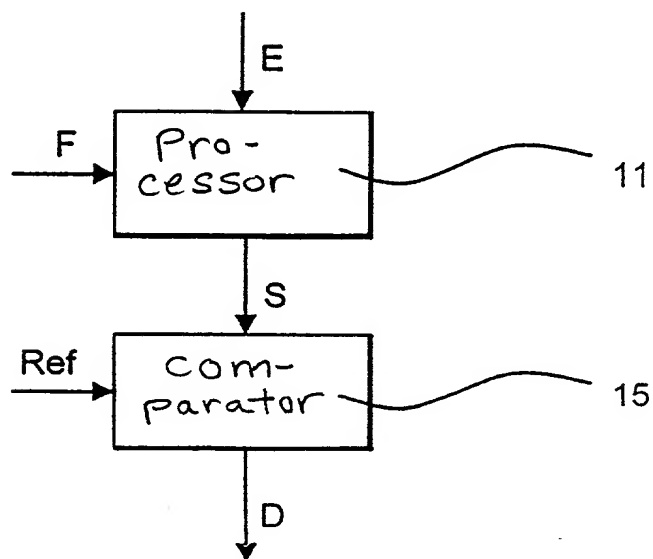 E
F
Pro-
cessor
11
S
Ref
com-
parator
15
D